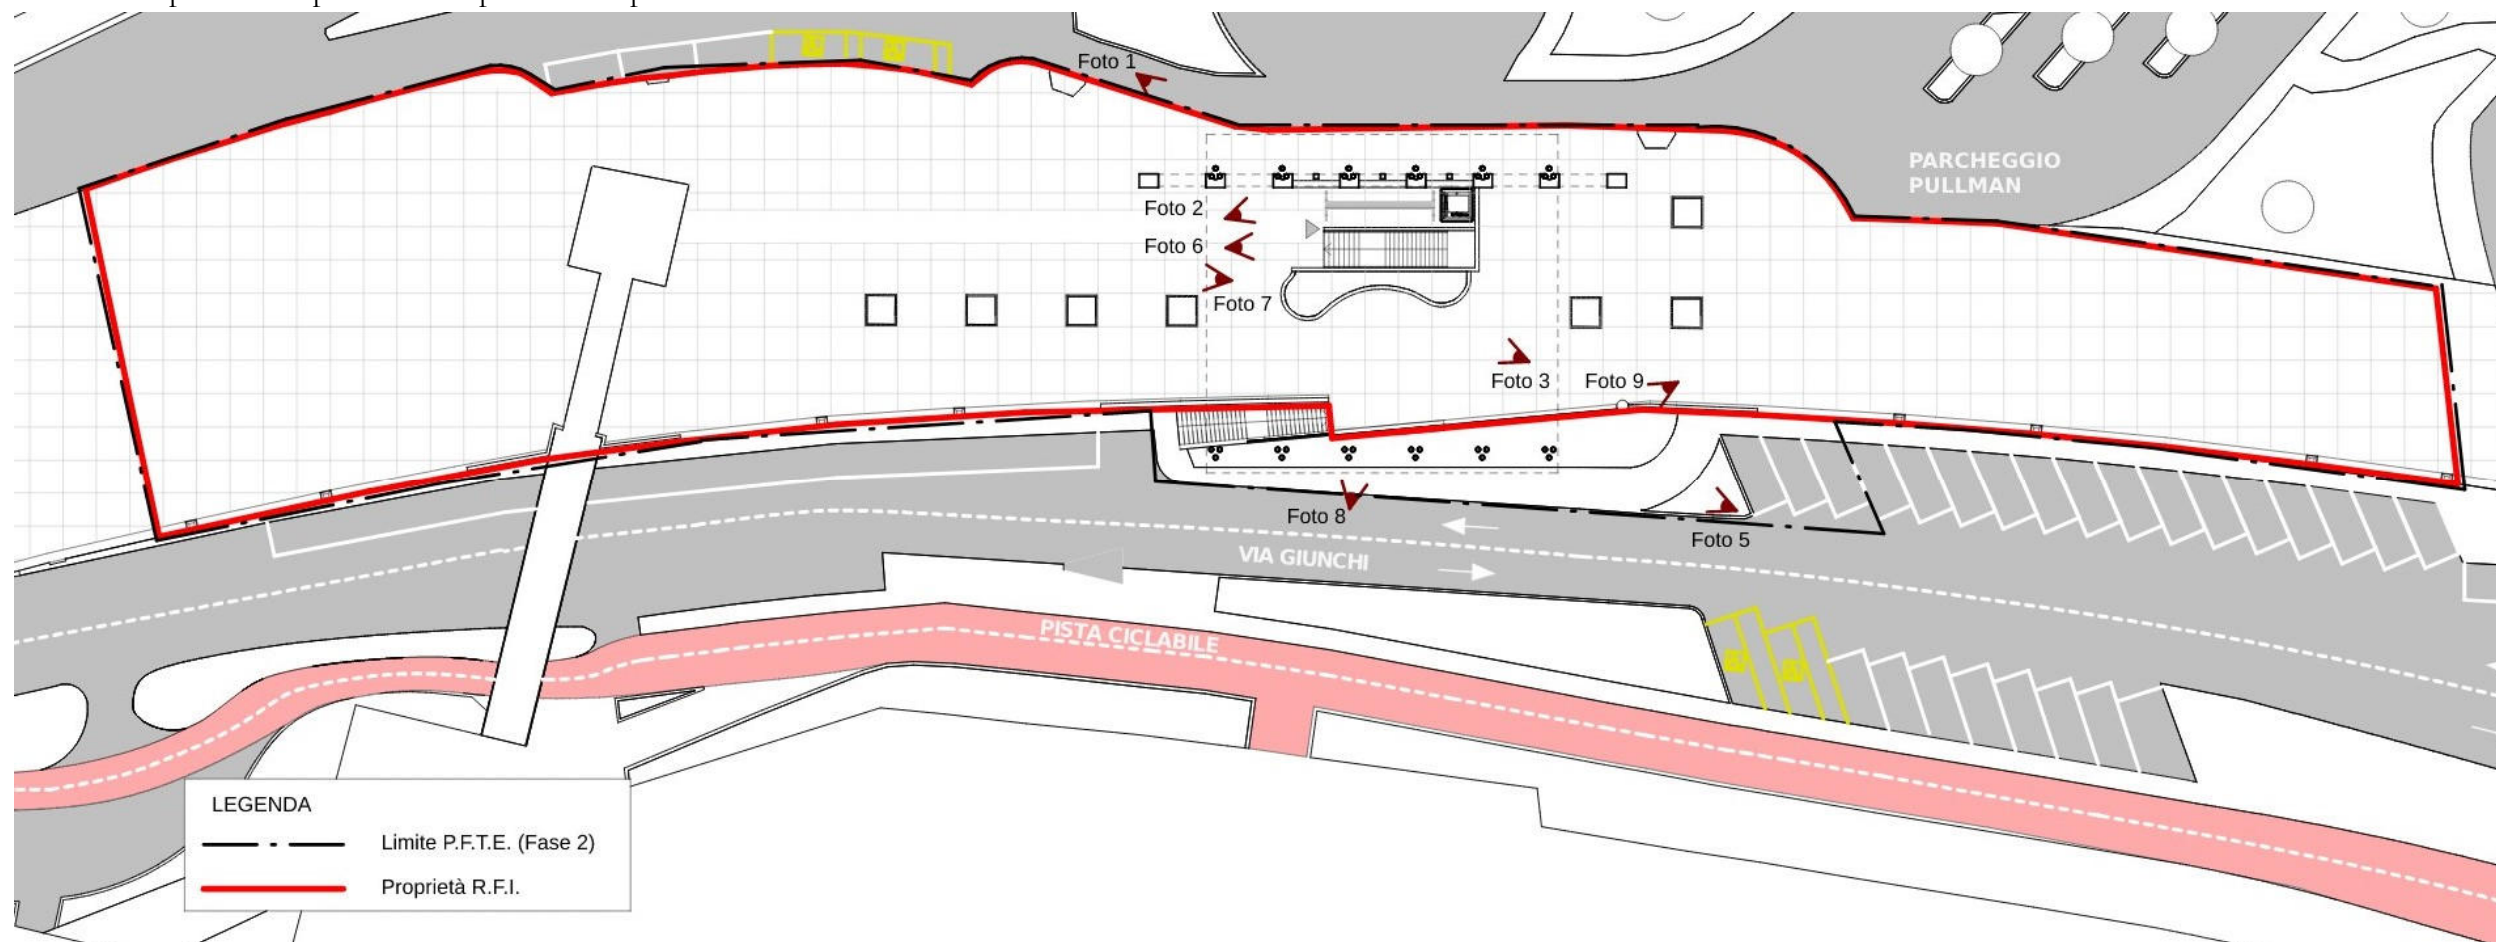 Foto 1
PARCHEGGIO
PULLMAN
Foto 2
Foto 6
Foto 7
Foto 3
Foto 9
Foto 8
Foto 5
VIA GIUNCHI
PISTA CICLABILE
LEGENDA
Limite P.F.T.E. (Fase 2)
Proprietà R.F.I.